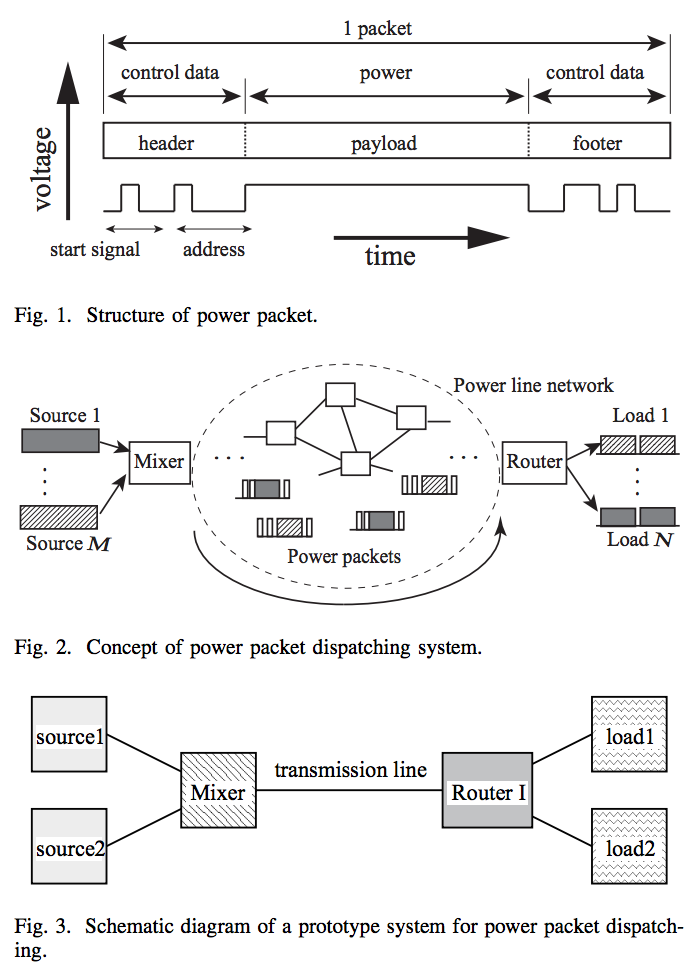 1 packet
control data power control data
header payload footer
voltage
start signal address
time
Fig. 1. Structure of power packet.
Power line network
Source 1 Load 1
Mixer . . . . . . Router
Source M Load N
Power packets
Fig. 2. Concept of power packet dispatching system.
source1 load1
transmission line
Mixer Router I
source2 load2
Fig. 3. Schematic diagram of a prototype system for power packet dispatch-
ing.